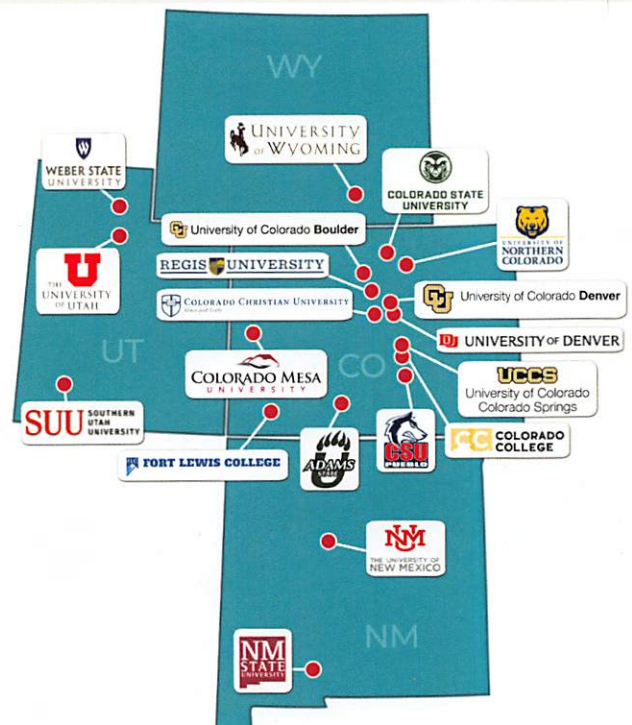 WY
UNIVERSITY
OF WYOMING
W
WEBER STATE
UNIVERSITY
COLORADO STATE
UNIVERSITY
University of Colorado Boulder
UNIVERSITY OF
NORTHERN
COLORADO
REGIS UNIVERSITY
U
THE
UNIVERSITY
OF UTAH
COLORADO CHRISTIAN UNIVERSITY
CU University of Colorado Denver
DU UNIVERSITY OF DENVER
UT
CO
COLORADO MESA
UNIVERSITY
UCCS
University of Colorado
Colorado Springs
SUU SOUTHERN
UTAH
UNIVERSITY
FORT LEWIS COLLEGE
ADAMS
STATE
CSU
PUEBLO
CC COLORADO
COLLEGE
NM
THE UNIVERSITY OF
NEW MEXICO
NM
NM
STATE
UNIVERSITY